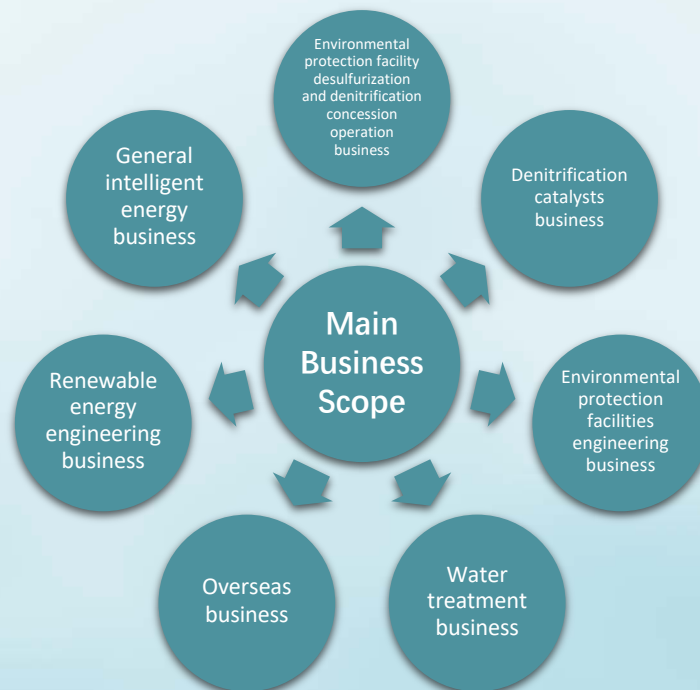 Environmental
protection facility
desulfurization
and denitrification
concession
operation
business
General
intelligent
energy
business
Denitrification
catalysts
business
Main
Business
Scope
Renewable
energy
engineering
business
Environmental
protection
facilities
engineering
business
Overseas
business
Water
treatment
business